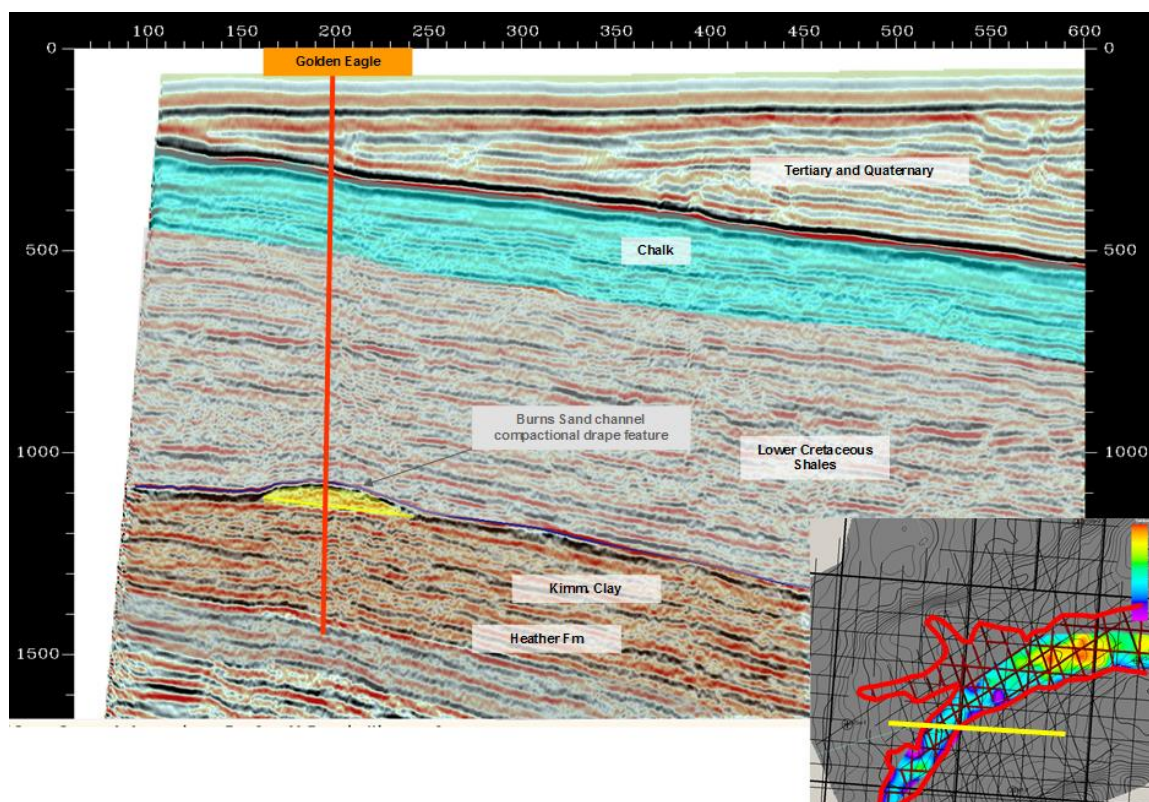 100 150 200 250 300 350 400 450 500 550 600
0 0
Golden Eagle
Tertiary and Quaternary
Chalk
500 500
Burns Sand channel
compactional drape feature
Lower Cretaceous
Shales
1000 1000
Kimm. Clay
Heather Fm
1500